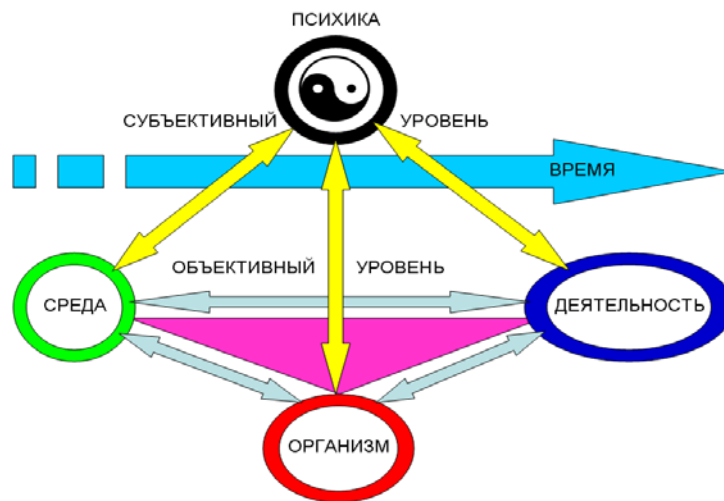 ПСИХИКА
СУБЪЕКТИВНЫЙ УРОВЕНЬ
ВРЕМЯ
ОБЪЕКТИВНЫЙ УРОВЕНЬ
СРЕДА
ДЕЯТЕЛЬНОСТЬ
ОРГАНИЗМ